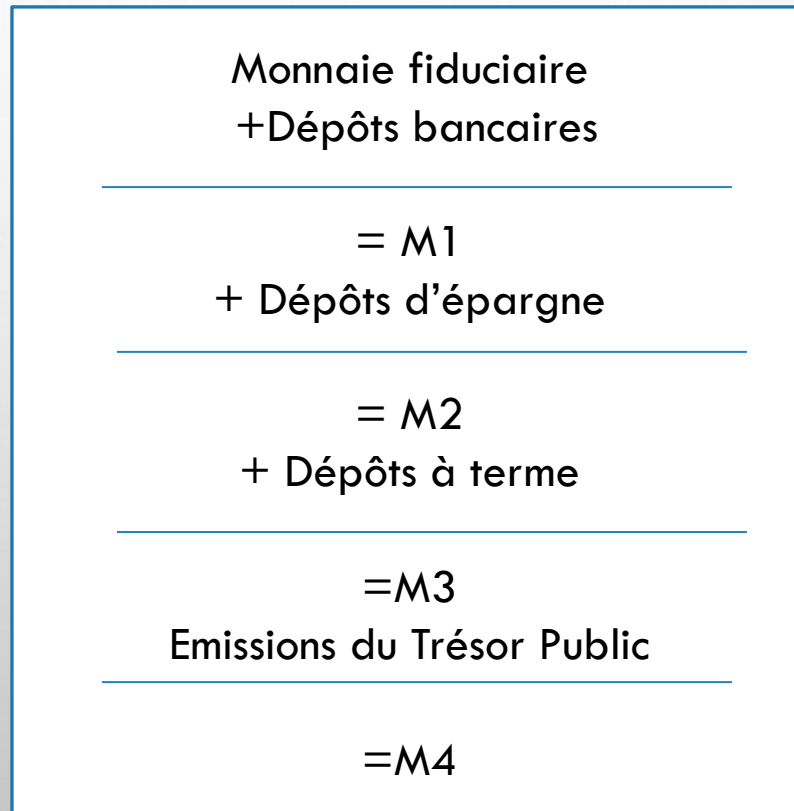 Monnaie fiduciaire
+Dépôts bancaires
= M1
+ Dépôts d’épargne
= M2
+ Dépôts à terme
=M3
Emissions du Trésor Public
=M4